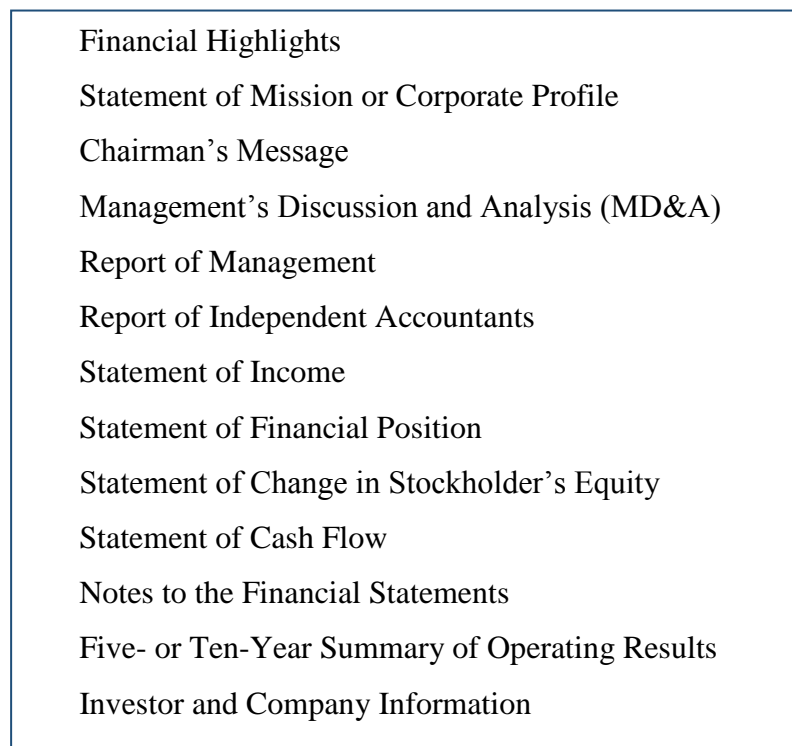 Financial Highlights
Statement of Mission or Corporate Profile
Chairman’s Message
Management’s Discussion and Analysis (MD&A)
Report of Management
Report of Independent Accountants
Statement of Income
Statement of Financial Position
Statement of Change in Stockholder’s Equity
Statement of Cash Flow
Notes to the Financial Statements
Five- or Ten-Year Summary of Operating Results
Investor and Company Information